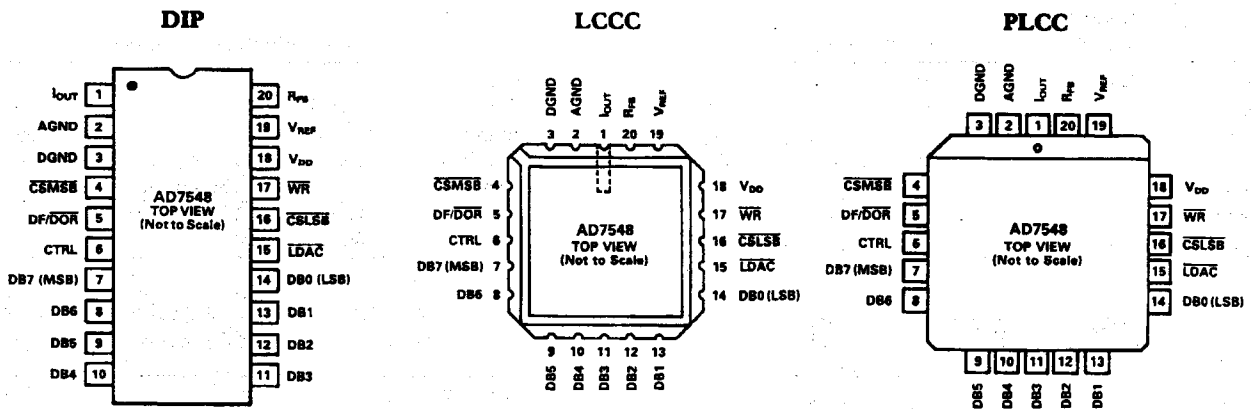 DIP
IOUT 1
AGND 2
DGND 3
CSMSB 4
DF/DOR 5
CTRL 6
DB7 (MSB) 7
DB6 8
DB5 9
DB4 10
AD7548
TOP VIEW
(Not to Scale)
20 RFB
19 VREF
18 VDD
17 WR
16 CSLSB
15 LDAC
14 DB0 (LSB)
13 DB1
12 DB2
11 DB3
LCCC
DGND AGND IOUT RFB VREF
3 2 1 20 19
CSMSB 4
DF/DOR 5
CTRL 6
DB7 (MSB) 7
DB6 8
AD7548
TOP VIEW
(Not to Scale)
18 VDD
17 WR
16 CSLSB
15 LDAC
14 DB0 (LSB)
9 10 11 12 13
DB5 DB4 DB3 DB2 DB1
PLCC
DGND AGND IOUT RFB VREF
3 2 1 20 19
CSMSB 4
DF/DOR 5
CTRL 6
DB7 (MSB) 7
DB6 8
AD7548
TOP VIEW
(Not to Scale)
18 VDD
17 WR
16 CSLSB
15 LDAC
14 DB0 (LSB)
9 10 11 12 13
DB5 DB4 DB3 DB2 DB1